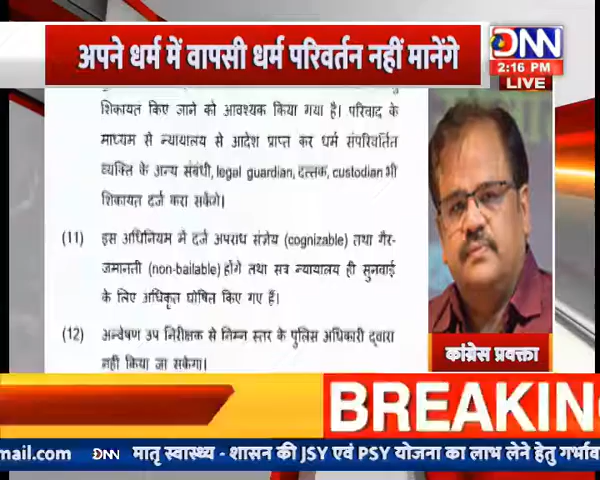 अपने धर्म में वापसी धर्म परिवर्तन नहीं मानेंगे
DNN
2:16 PM
LIVE
शिकायत किए जाने को आवश्यक किया गया है। परिवाद के
माध्यम से न्यायालय से आदेश प्राप्त कर धर्म संपरिवर्तित
व्यक्ति के अन्य संबंधी, legal guardian, दत्तक, custodian भी
शिकायत दर्ज करा सकेंगे।
(11) इस अधिनियम में दर्ज अपराध संज्ञेय (cognizable) तथा गैर-
जमानती (non-bailable) होंगे तथा सत्र न्यायालय ही सुनवाई
के लिए अधिकृत घोषित किए गए हैं।
(12) अन्वेषण उप निरीक्षक से निम्न स्तर के पुलिस अधिकारी द्वारा
नहीं किया जा सकेगा।
कांग्रेस प्रवक्ता
BREAKIN
mail.com DNN मातृ स्वास्थ्य - शासन की JSY एवं PSY योजना का लाभ लेने हेतु गर्भाव